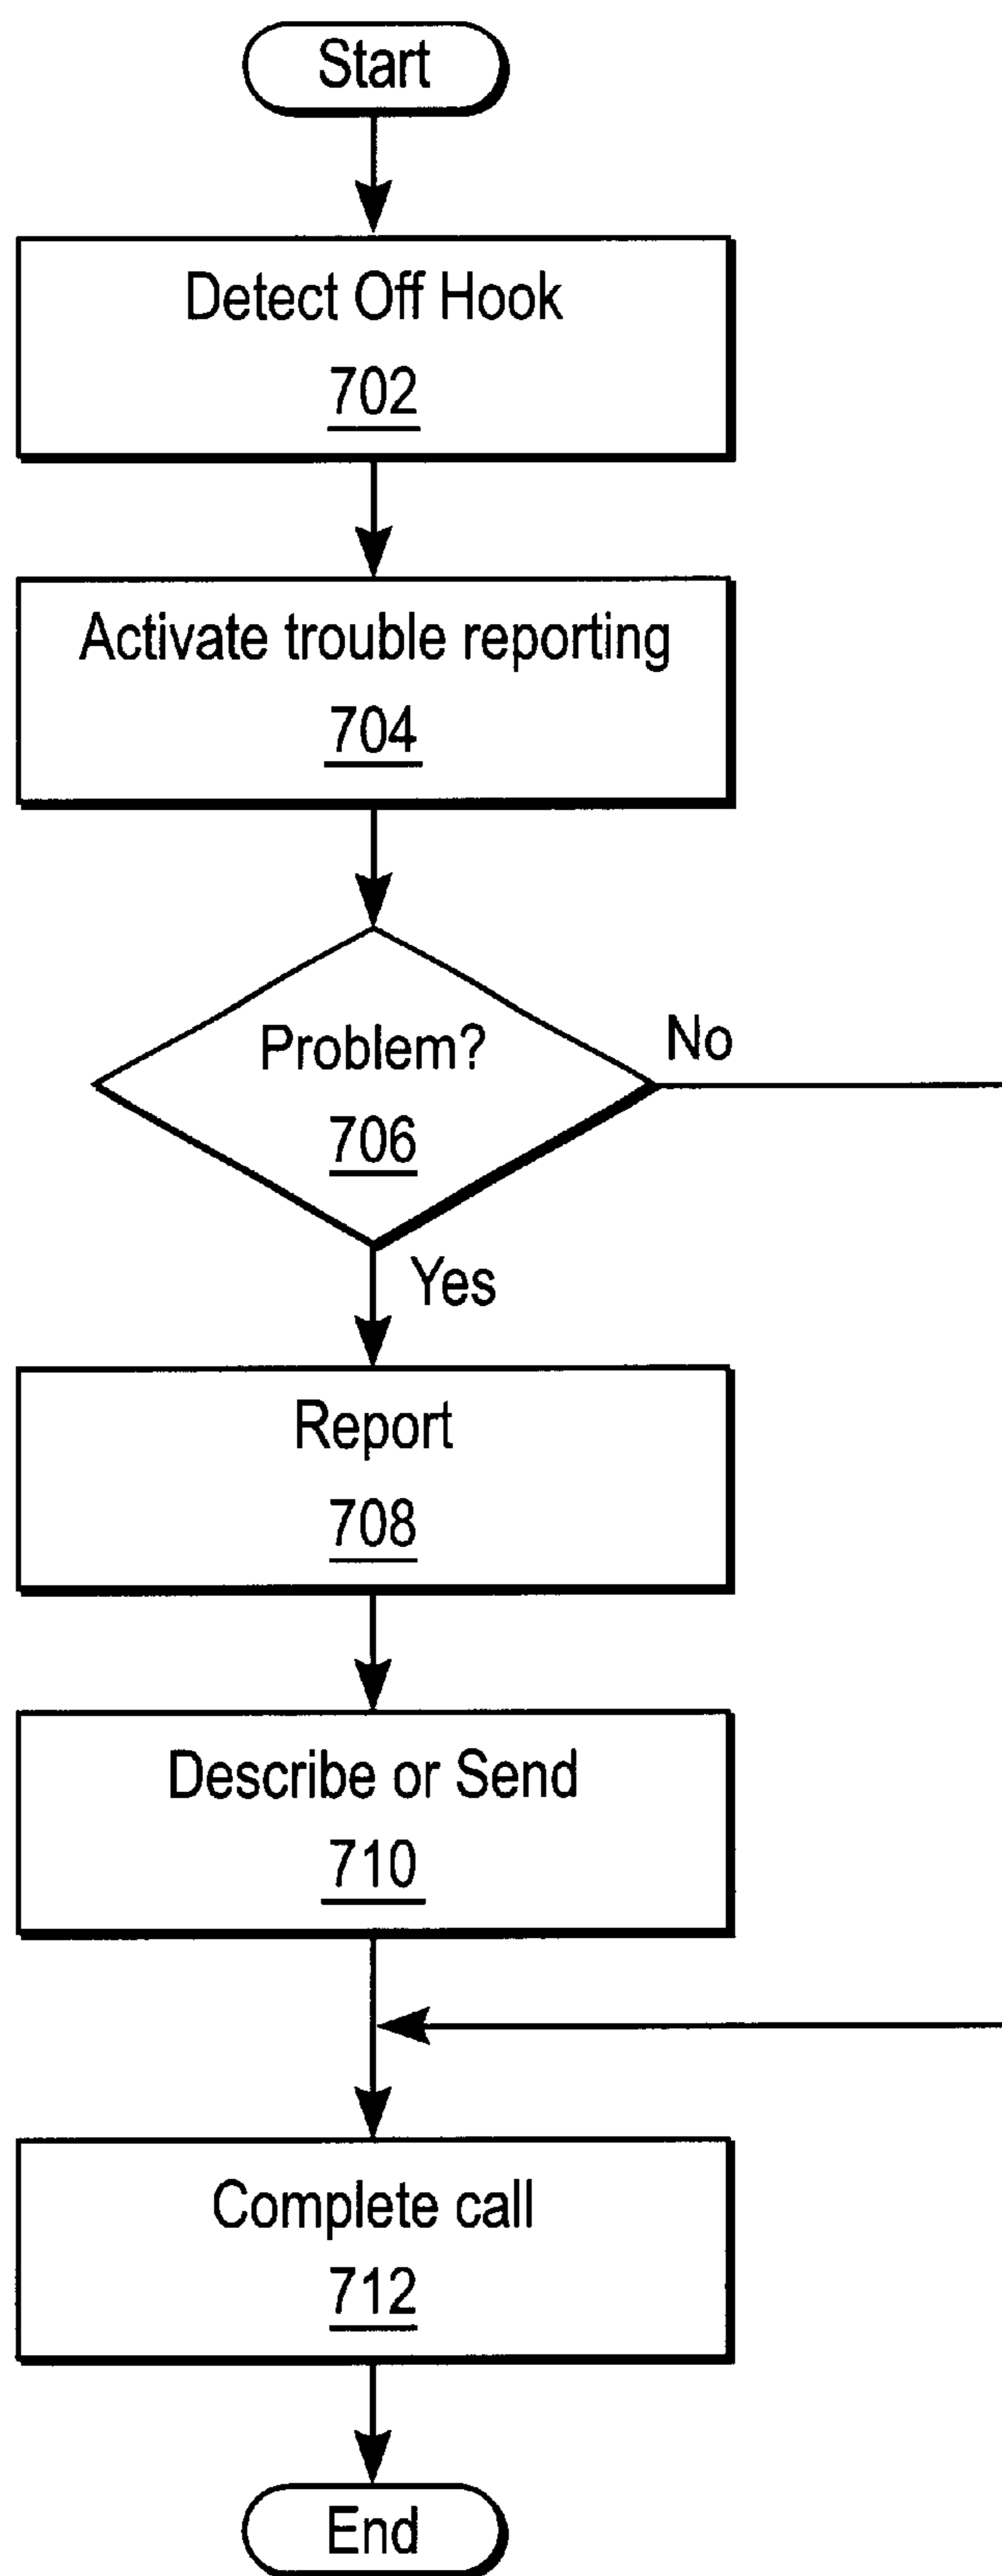 Start
Detect Off Hook
702
Activate trouble reporting
704
Problem?
706
No
Yes
Report
708
Describe or Send
710
Complete call
712
End